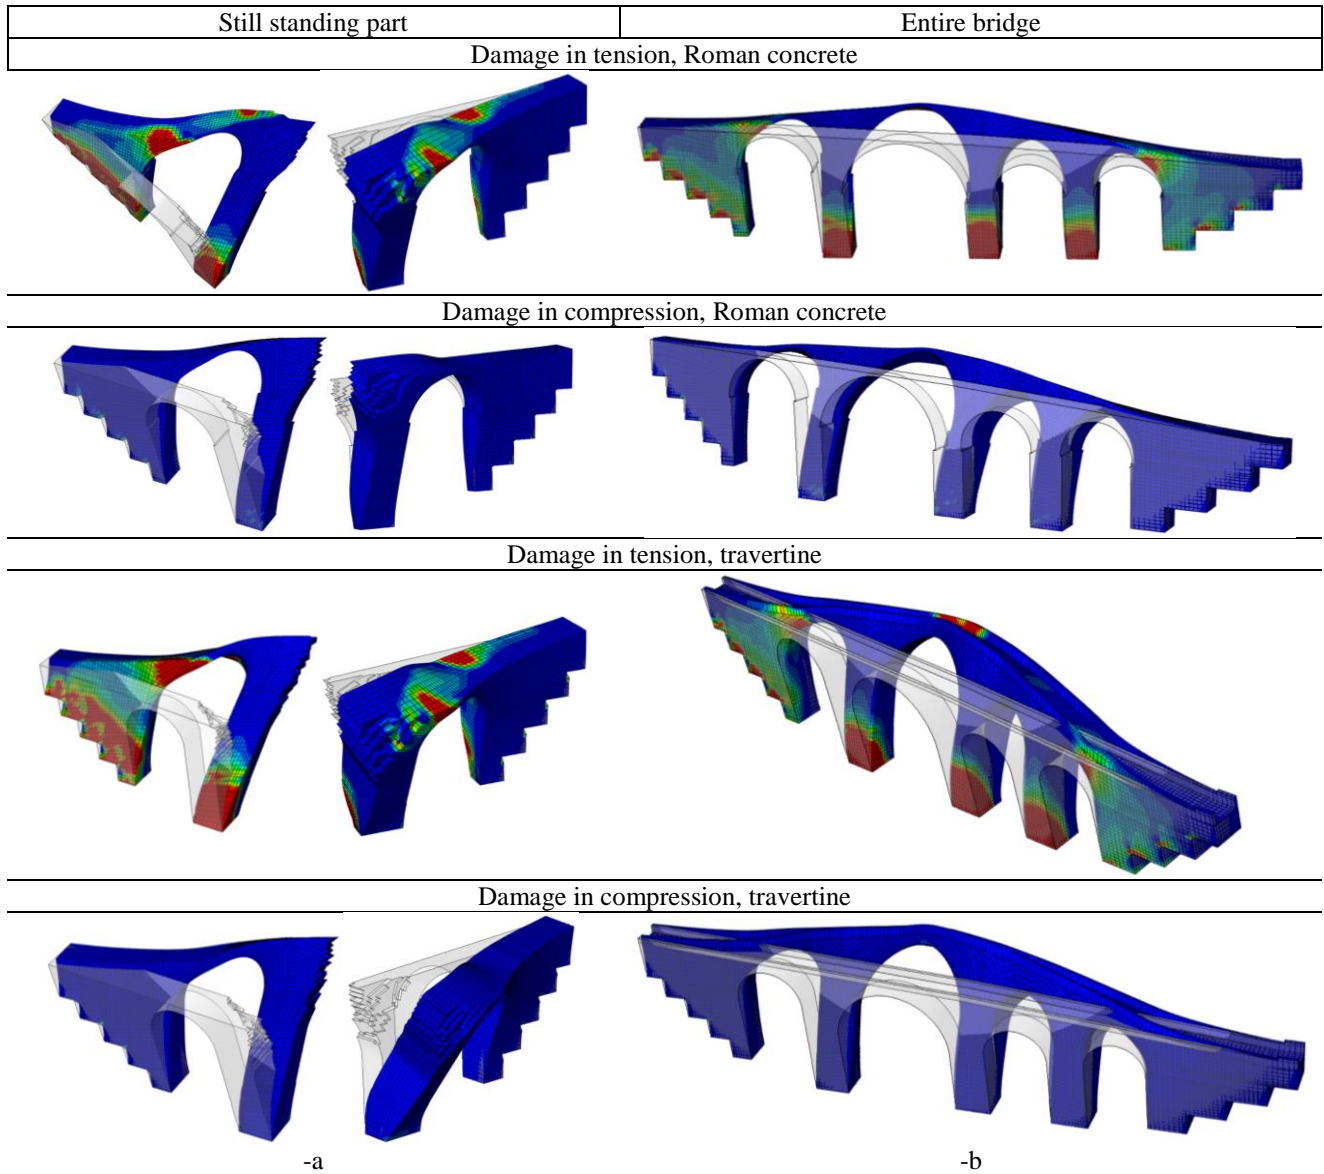 Still standing part
Entire bridge
Damage in tension, Roman concrete
Damage in compression, Roman concrete
Damage in tension, travertine
Damage in compression, travertine
-a
-b